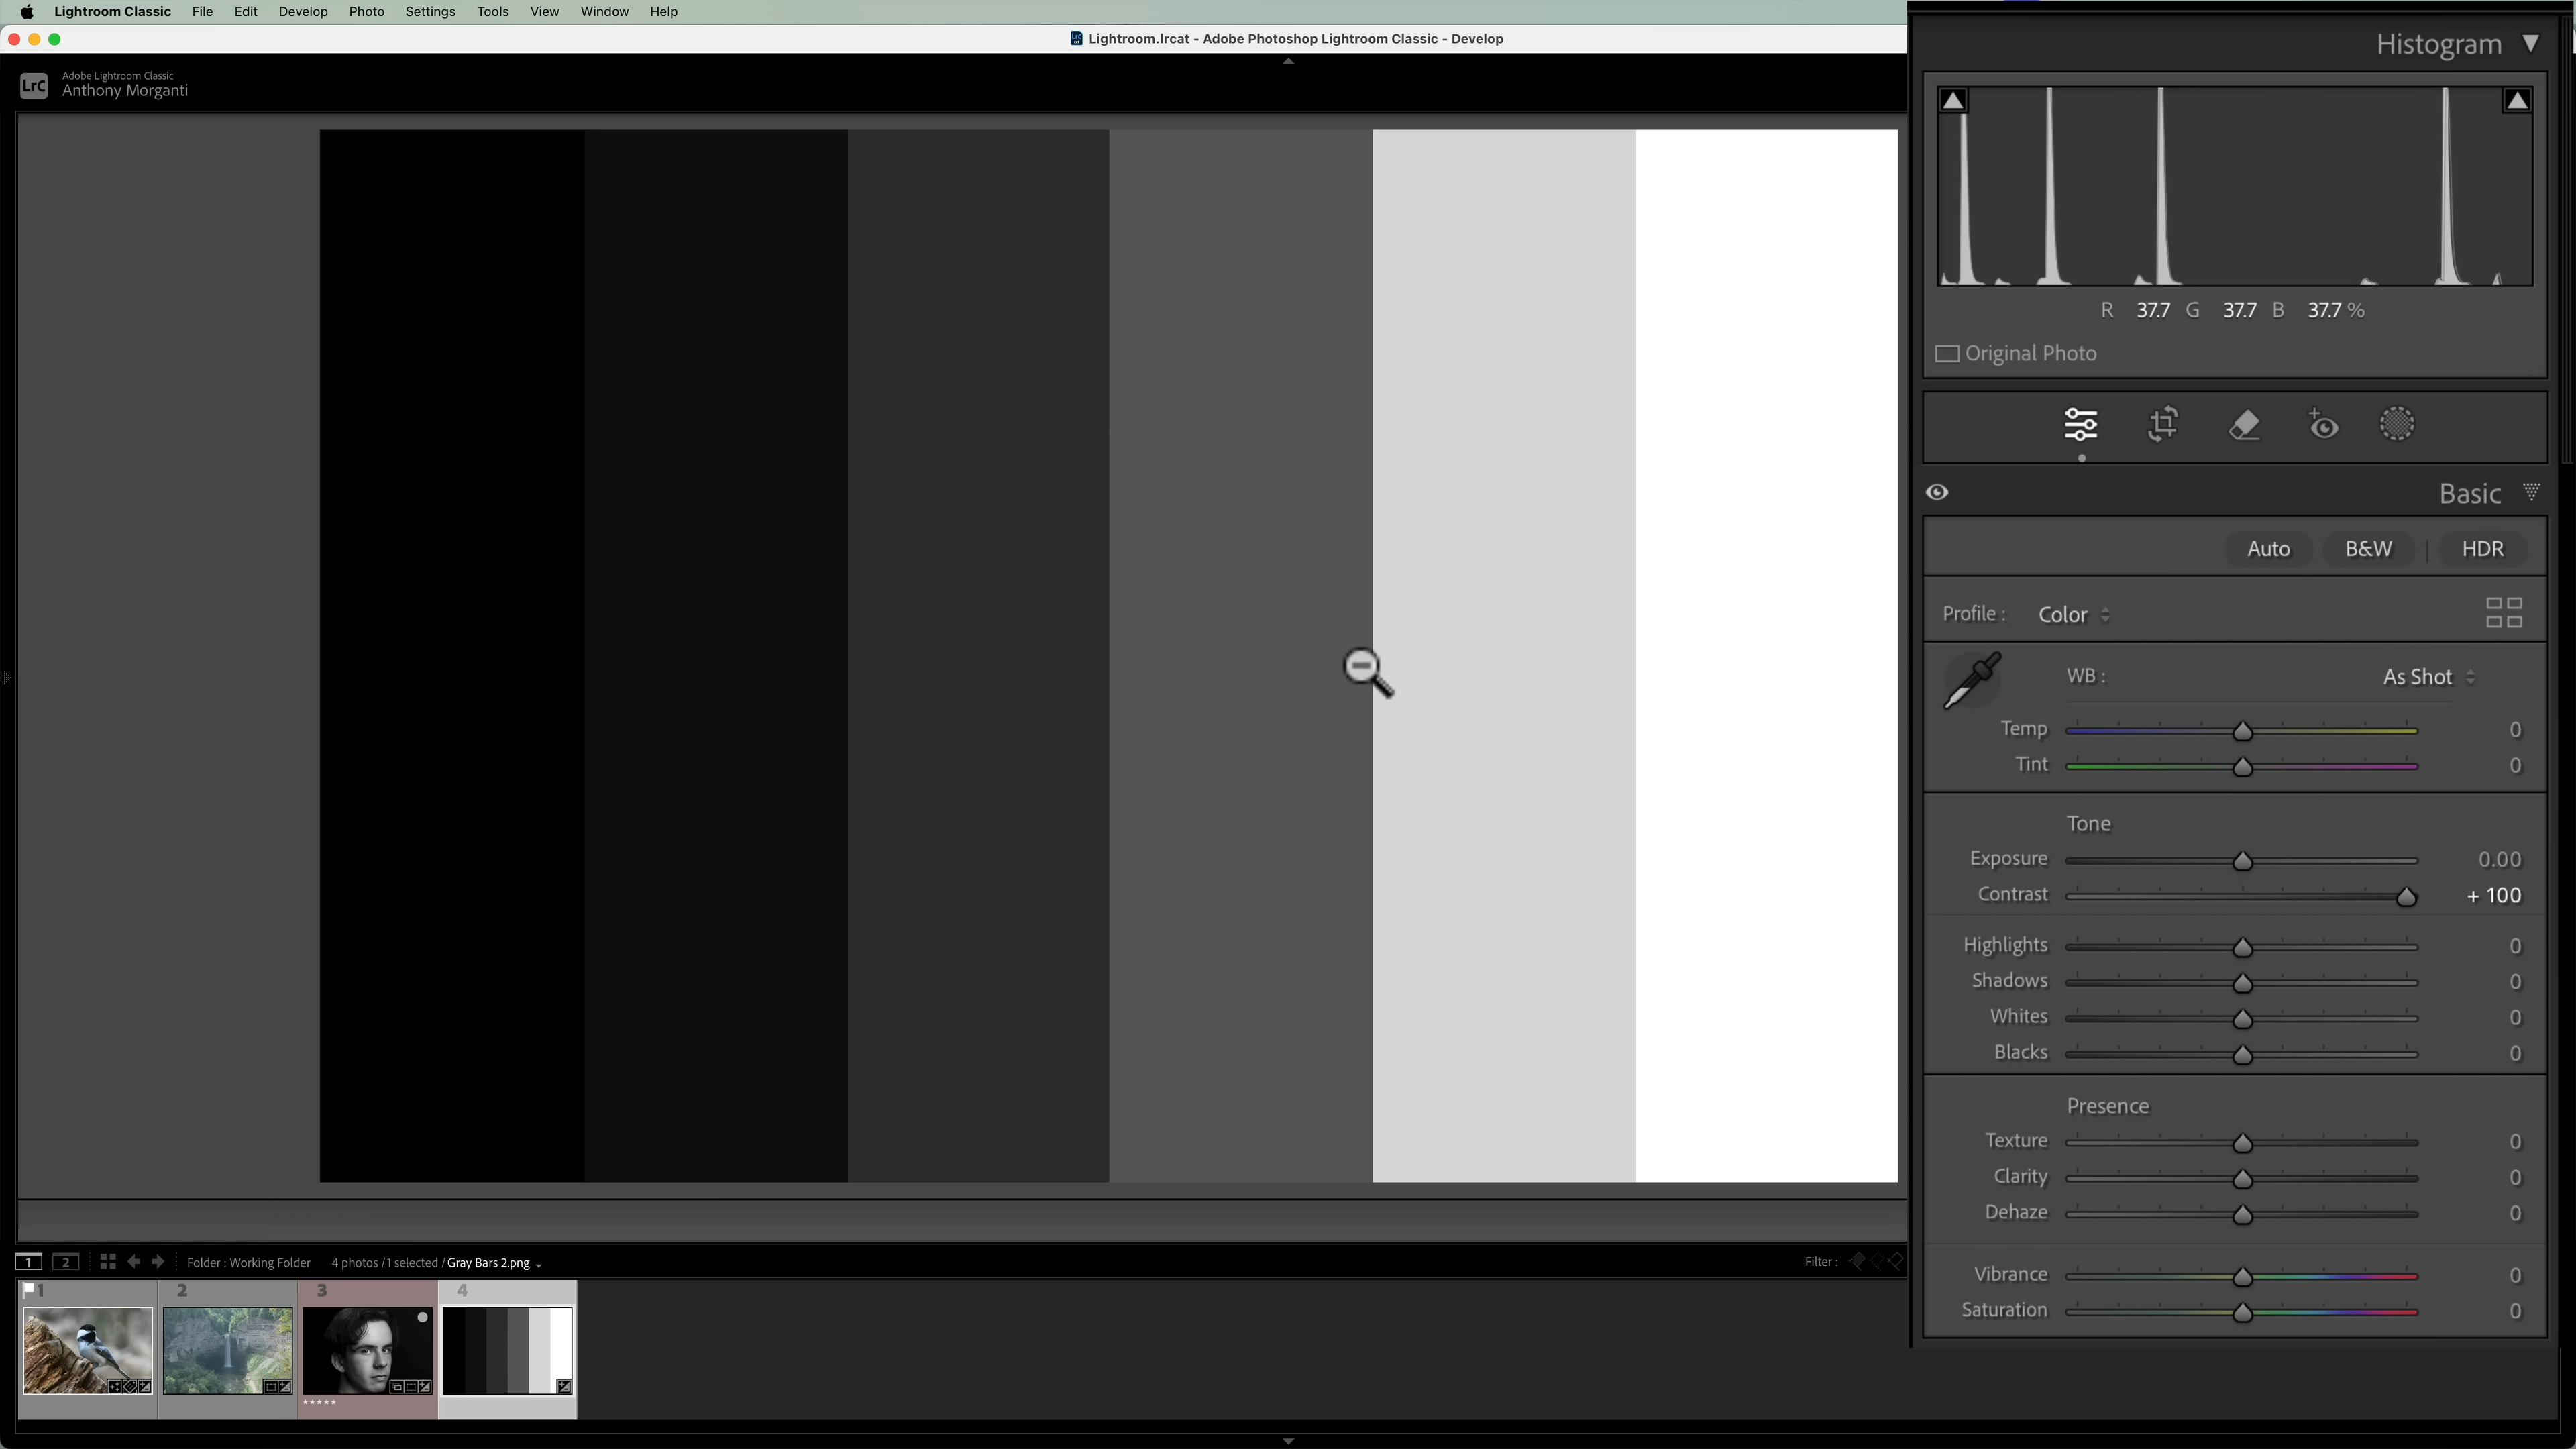 Lightroom Classic File Edit Develop Photo Settings Tools View Window Help
Lightroom.lrcat - Adobe Photoshop Lightroom Classic - Develop
LrC
Adobe Lightroom Classic
Anthony Morganti
Histogram
R 37.7 G 37.7 B 37.7 %
Original Photo
Basic
Auto B&W | HDR
Profile : Color
WB : As Shot
Temp 0
Tint 0
Tone
Exposure 0.00
Contrast + 100
Highlights 0
Shadows 0
Whites 0
Blacks 0
Presence
Texture 0
Clarity 0
Dehaze 0
Vibrance 0
Saturation 0
1 2 Folder : Working Folder 4 photos /1 selected / Gray Bars 2.png Filter :
1 2 3 4